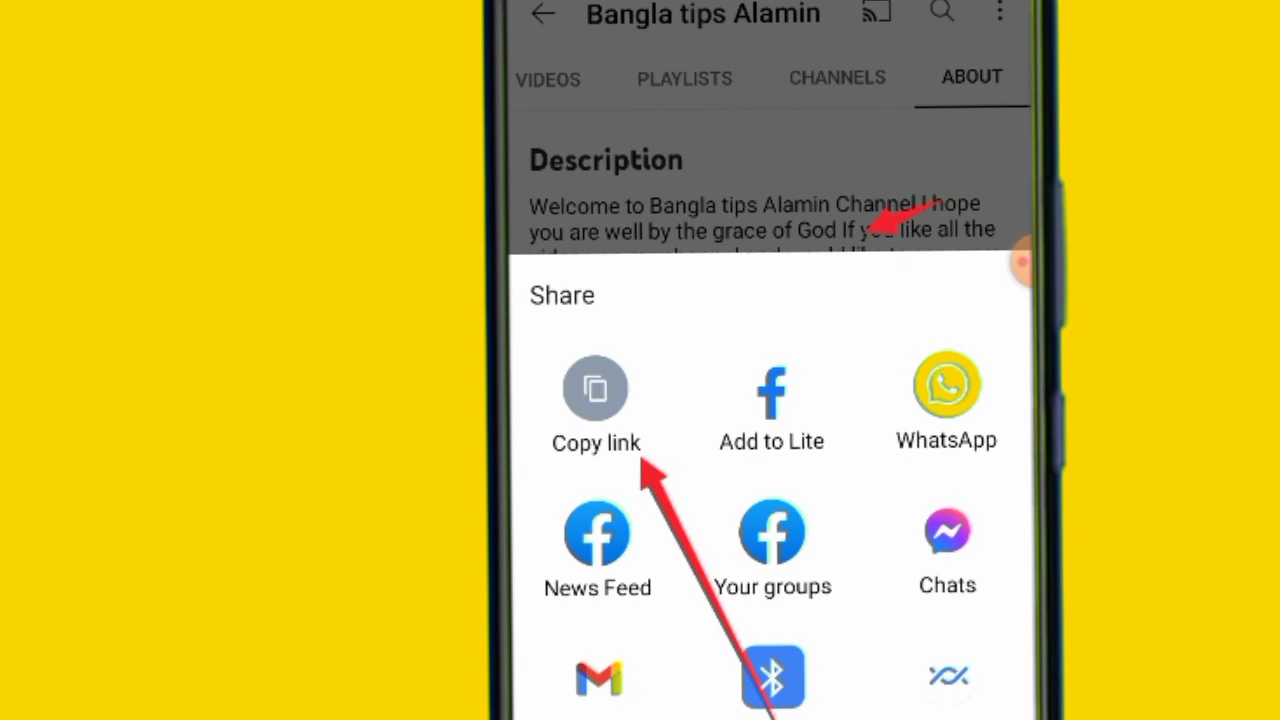 Bangla tips Alamin
VIDEOS PLAYLISTS CHANNELS ABOUT
Description
Welcome to Bangla tips Alamin Channel I hope
you are well by the grace of God If you like all the
Share
Copy link Add to Lite WhatsApp
News Feed Your groups Chats